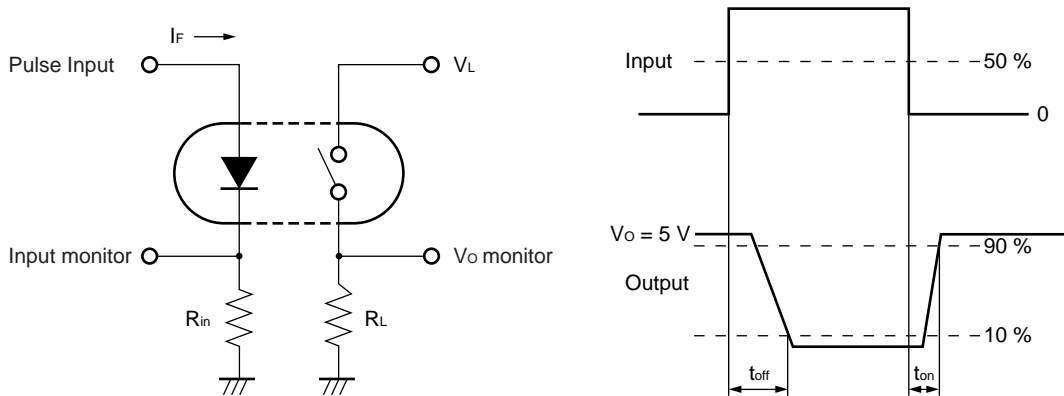 IF
Pulse Input
VL
Input monitor
VO monitor
Rin
RL
Input
50 %
0
VO = 5 V
90 %
Output
10 %
toff
ton